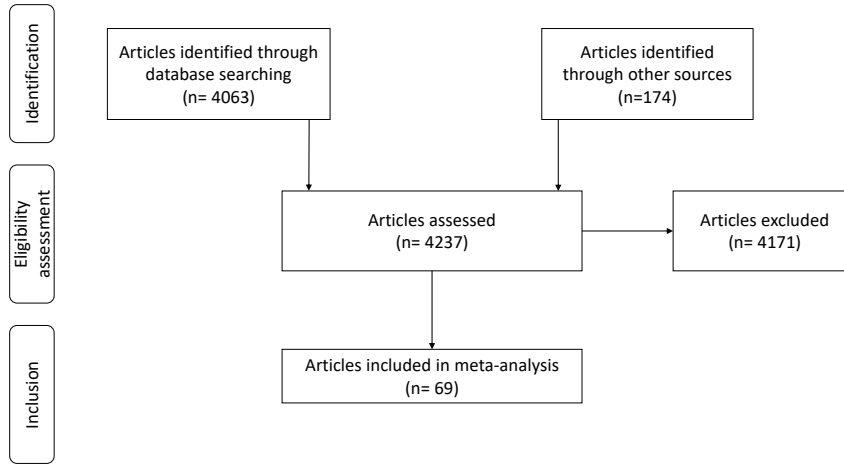 Identification
Articles identified through
database searching
(n= 4063)
Articles identified
through other sources
(n=174)
Eligibility
assessment
Articles assessed
(n= 4237)
Articles excluded
(n= 4171)
Inclusion
Articles included in meta-analysis
(n= 69)